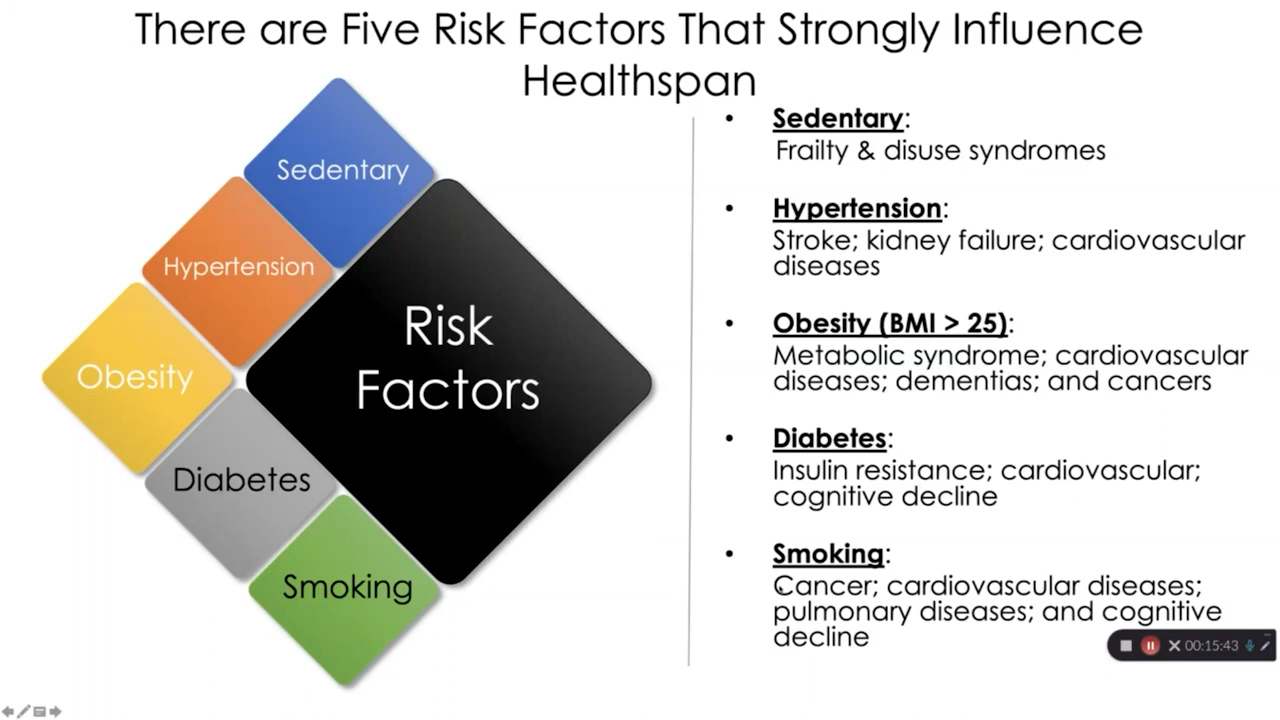 There are Five Risk Factors That Strongly Influence
Healthspan
Sedentary
Hypertension
Obesity
Diabetes
Smoking
Risk
Factors
• Sedentary:
Frailty & disuse syndromes
• Hypertension:
Stroke; kidney failure; cardiovascular
diseases
• Obesity (BMI > 25):
Metabolic syndrome; cardiovascular
diseases; dementias; and cancers
• Diabetes:
Insulin resistance; cardiovascular;
cognitive decline
• Smoking:
Cancer; cardiovascular diseases;
pulmonary diseases; and cognitive
decline
00:15:43